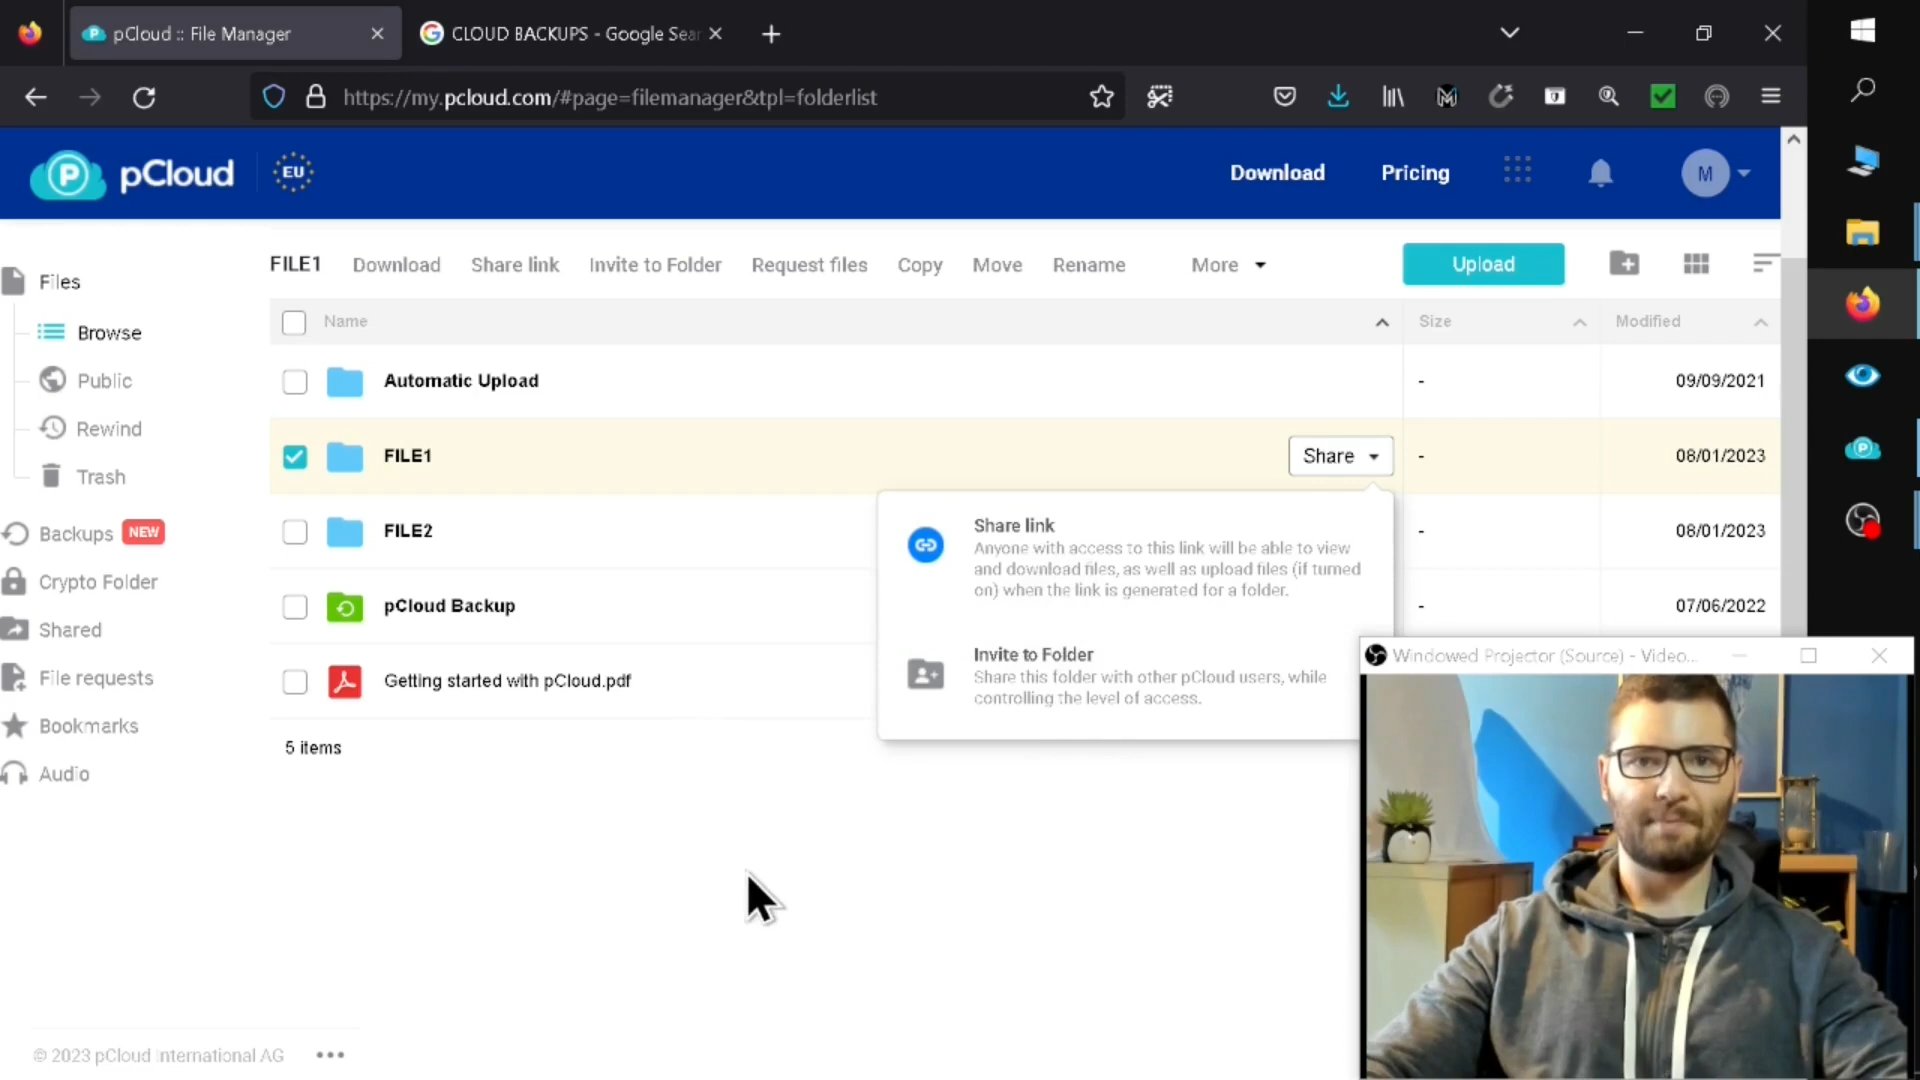 pCloud :: File Manager
CLOUD BACKUPS - Google Sear
https://my.pcloud.com/#page=filemanager&tpl=folderlist
P pCloud EU
Download Pricing M
FILE1 Download Share link Invite to Folder Request files Copy Move Rename More Upload
Name Size Modified
Files
Browse
Public
Rewind
Trash
Backups NEW
Crypto Folder
Shared
File requests
Bookmarks
Audio
Automatic Upload - 09/09/2021
FILE1 Share - 08/01/2023
FILE2 - 08/01/2023
pCloud Backup - 07/06/2022
Getting started with pCloud.pdf
5 items
Share link
Anyone with access to this link will be able to view
and download files, as well as upload files (if turned
on) when the link is generated for a folder.
Invite to Folder
Share this folder with other pCloud users, while
controlling the level of access.
Windowed Projector (Source) - Video...
© 2023 pCloud International AG